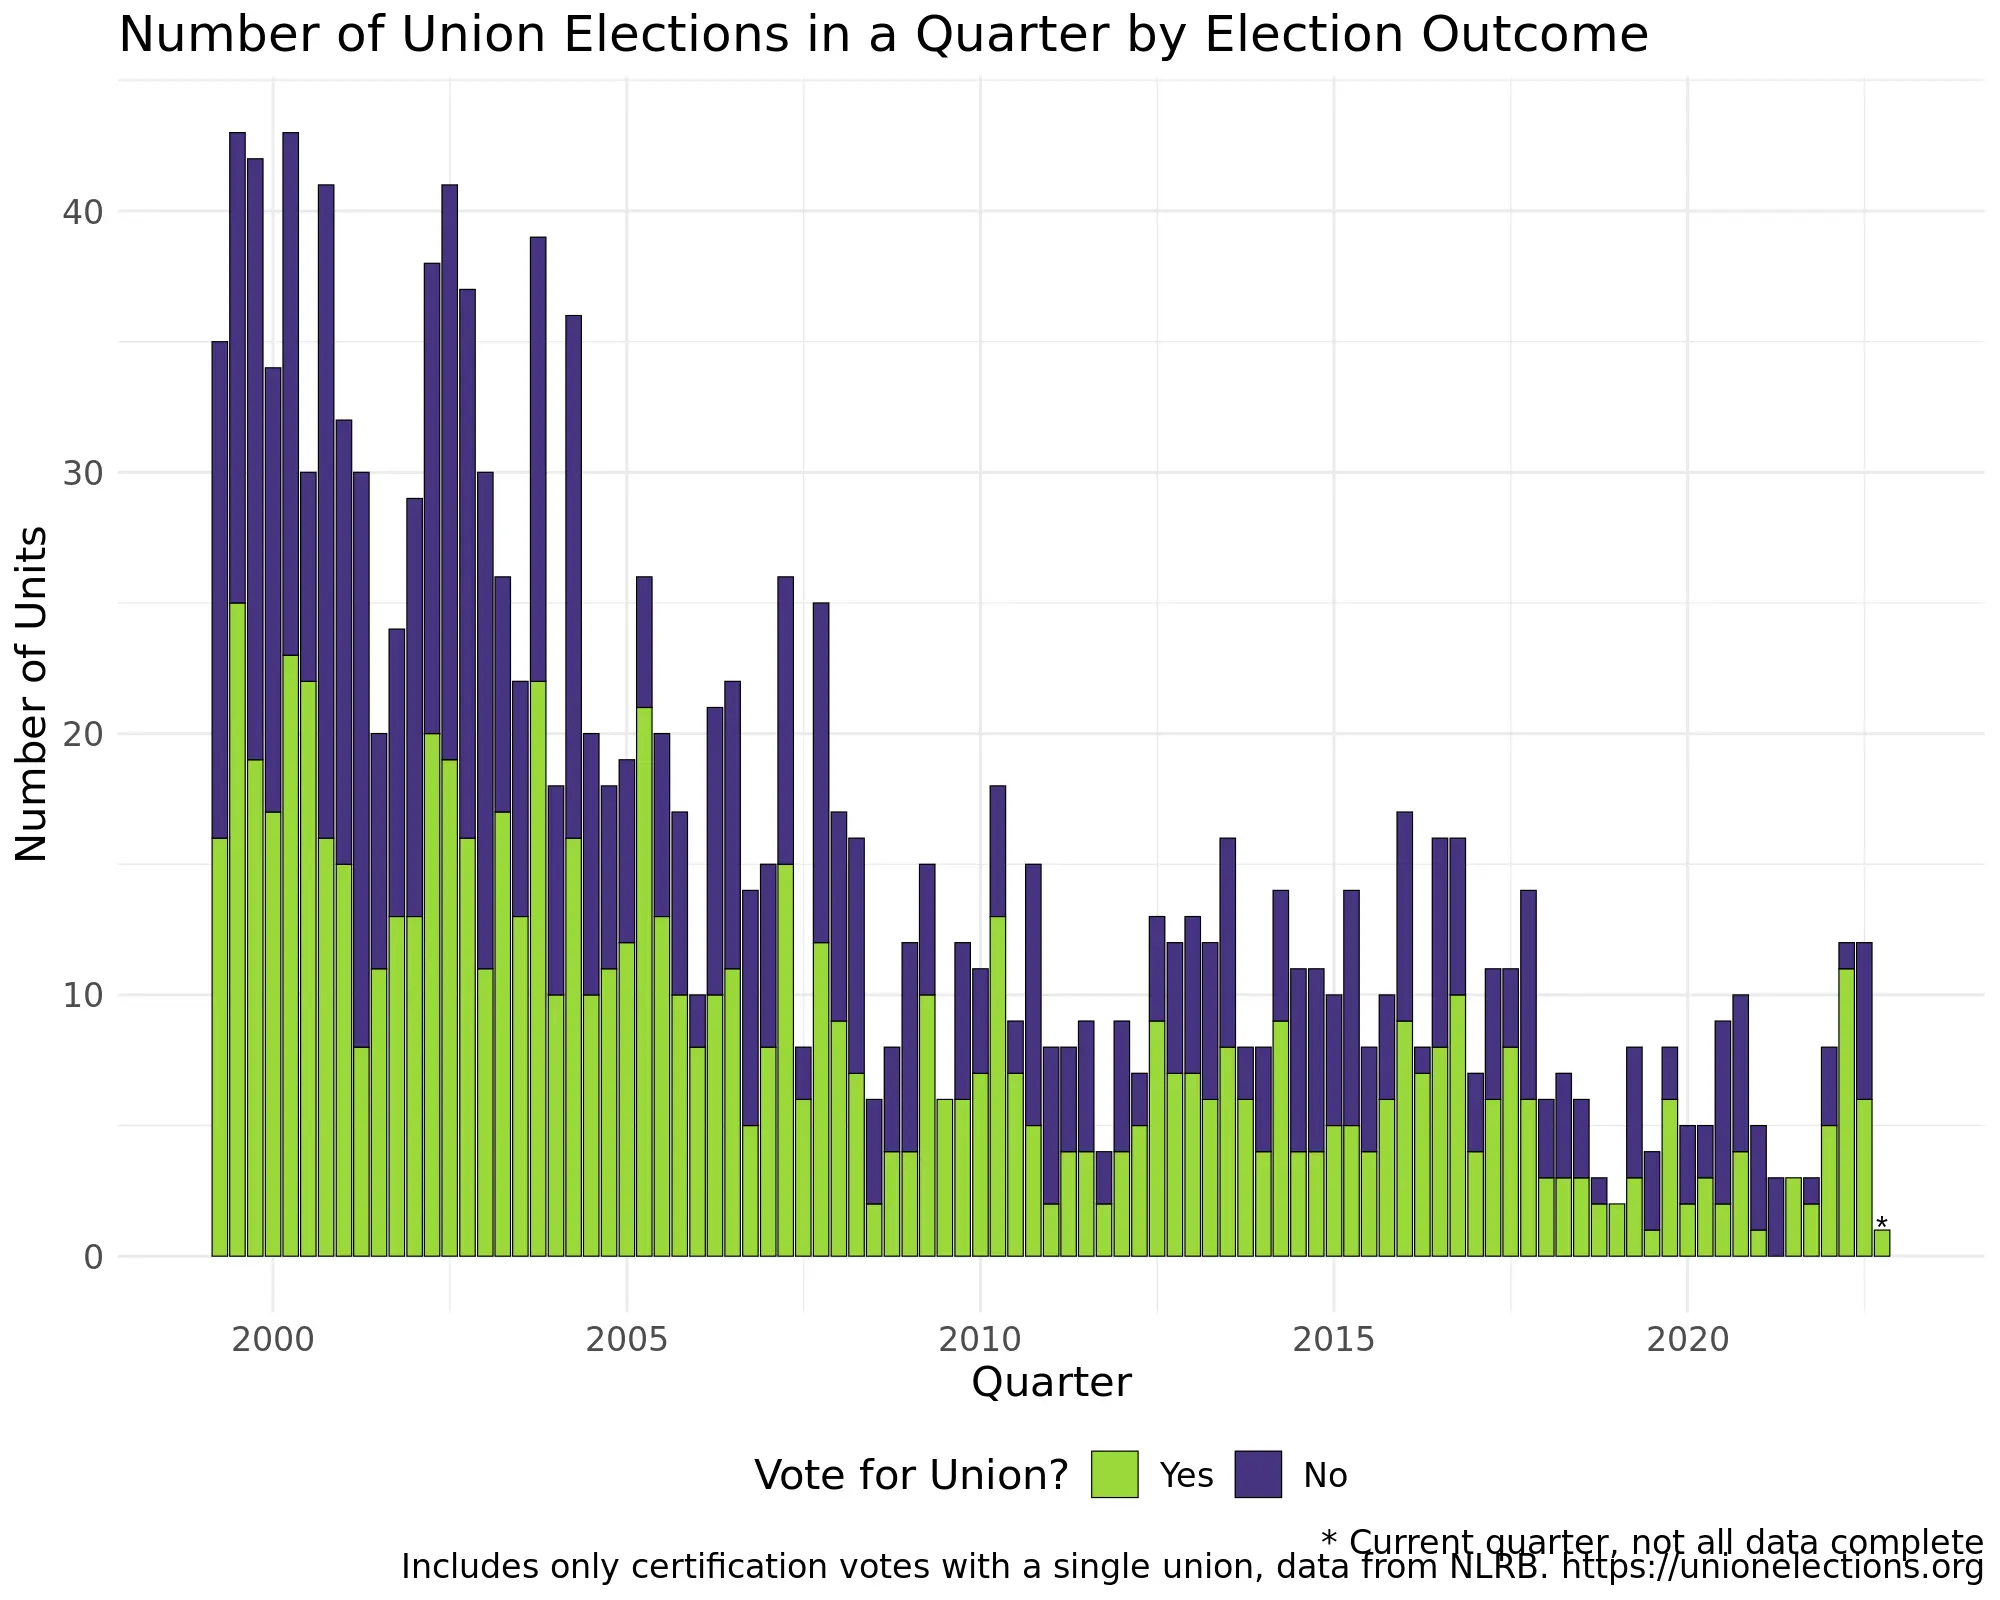 Number of Union Elections in a Quarter by Election Outcome
Number of Units
40
30
20
10
0
*
2000 2005 2010 2015 2020
Quarter
Vote for Union? Yes No
* Current quarter, not all data complete
Includes only certification votes with a single union, data from NLRB. https://unionelections.org